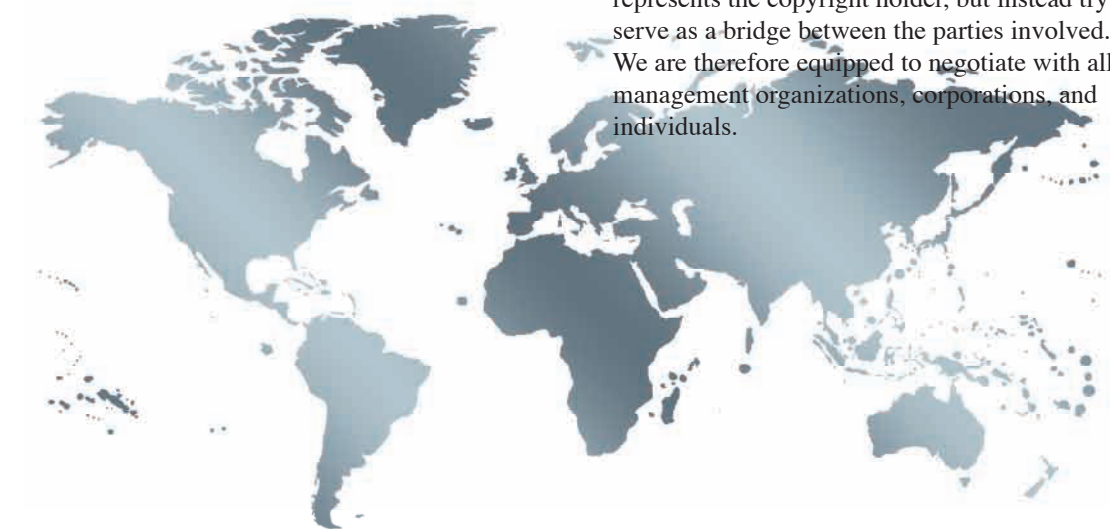 represents the copyright holder, but instead try
serve as a bridge between the parties involved.
We are therefore equipped to negotiate with all
management organizations, corporations, and
individuals.